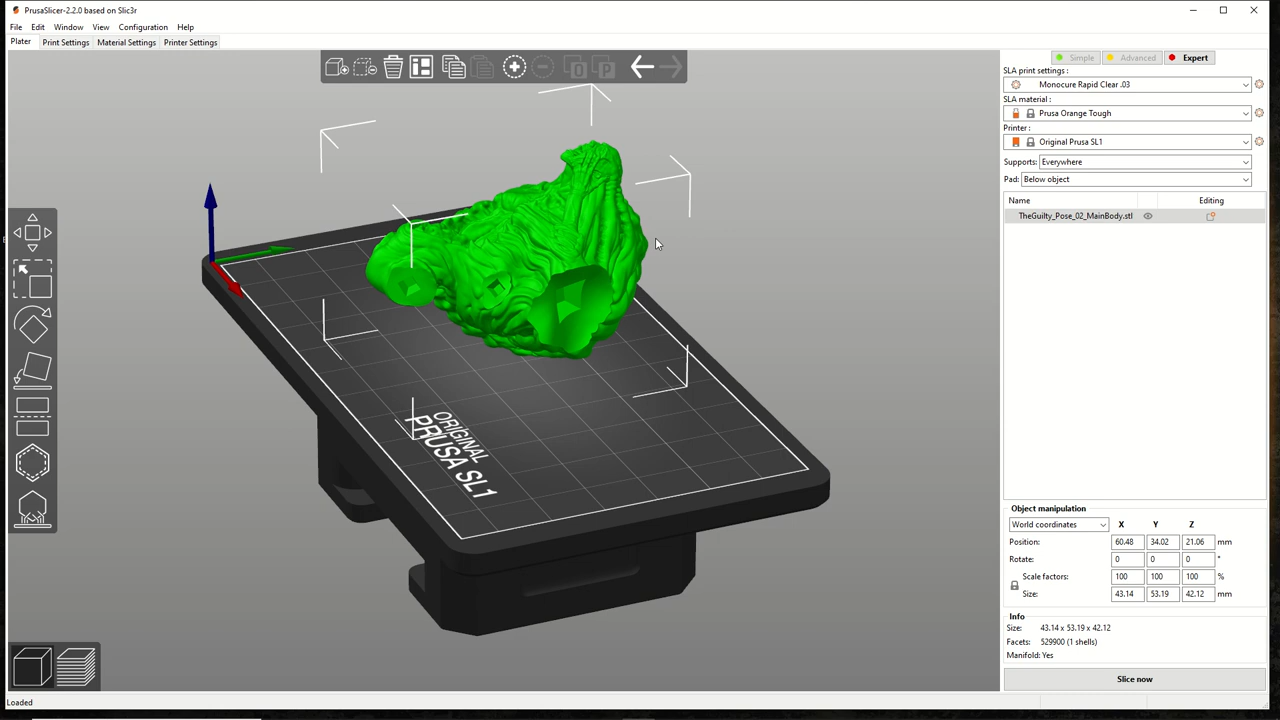 PrusaSlicer-2.2.0 based on Slic3r
File Edit Window View Configuration Help
Plater Print Settings Material Settings Printer Settings
Simple Advanced Expert
SLA print settings :
Monocure Rapid Clear .03
SLA material :
Prusa Orange Tough
Printer :
Original Prusa SL1
Supports: Everywhere
Pad: Below object
Name Editing
TheGuilty_Pose_02_MainBody.stl
ORIGINAL
PRUSA SL1
Object manipulation
World coordinates X Y Z
Position: 60.48 34.02 21.06 mm
Rotate: 0 0 0 °
Scale factors: 100 100 100 %
Size: 43.14 53.19 42.12 mm
Info
Size: 43.14 x 53.19 x 42.12
Facets: 529900 (1 shells)
Manifold: Yes
Slice now
Loaded